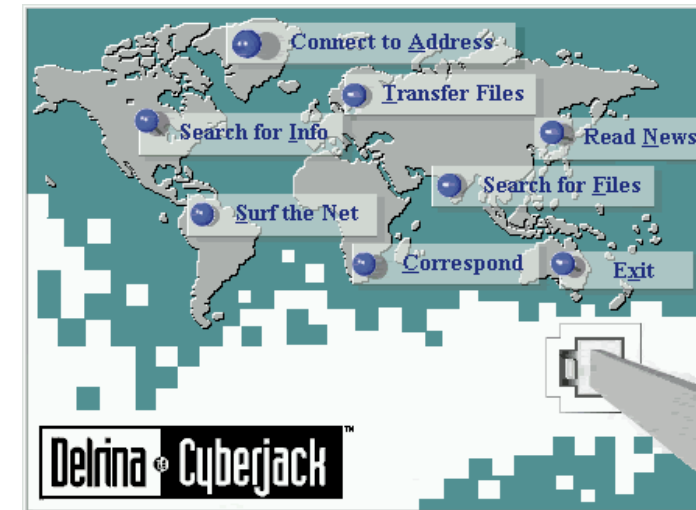 Connect to Address
Transfer Files
Search for Info
Read News
Search for Files
Surf the Net
Correspond
Exit
Delrina Cyberjack™